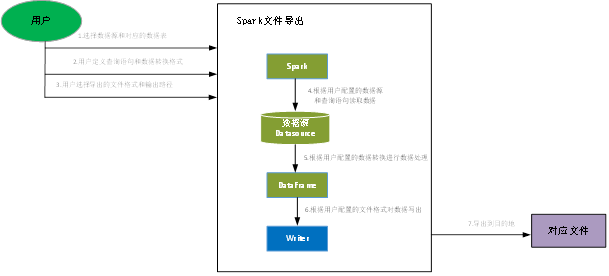 用户
Spark文件导出
1.选择数据源和对应的数据表
2.用户定义查询语句和数据转换格式
3.用户选择导出的文件格式和输出路径
Spark
4.根据用户配置的数据源
和查询语句读取数据
数据源
Datasource
5.根据用户配置的数据转换进行数据处理
DataFrame
6.根据用户配置的文件格式对数据写出
Writer
7.导出到目的地
对应文件